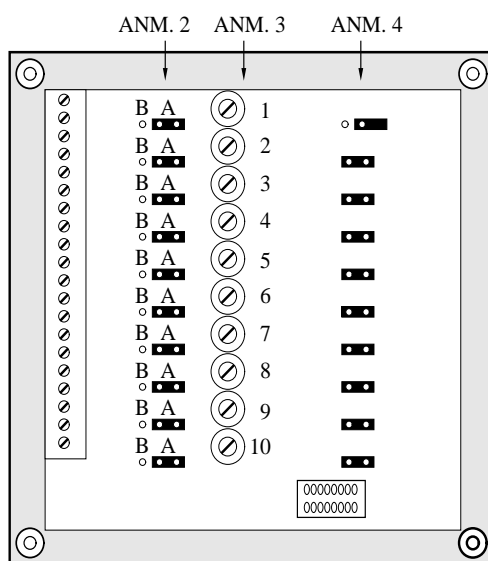 ANM. 2 ANM. 3 ANM. 4
B A 1
B A 2
B A 3
B A 4
B A 5
B A 6
B A 7
B A 8
B A 9
B A 10
00000000
00000000